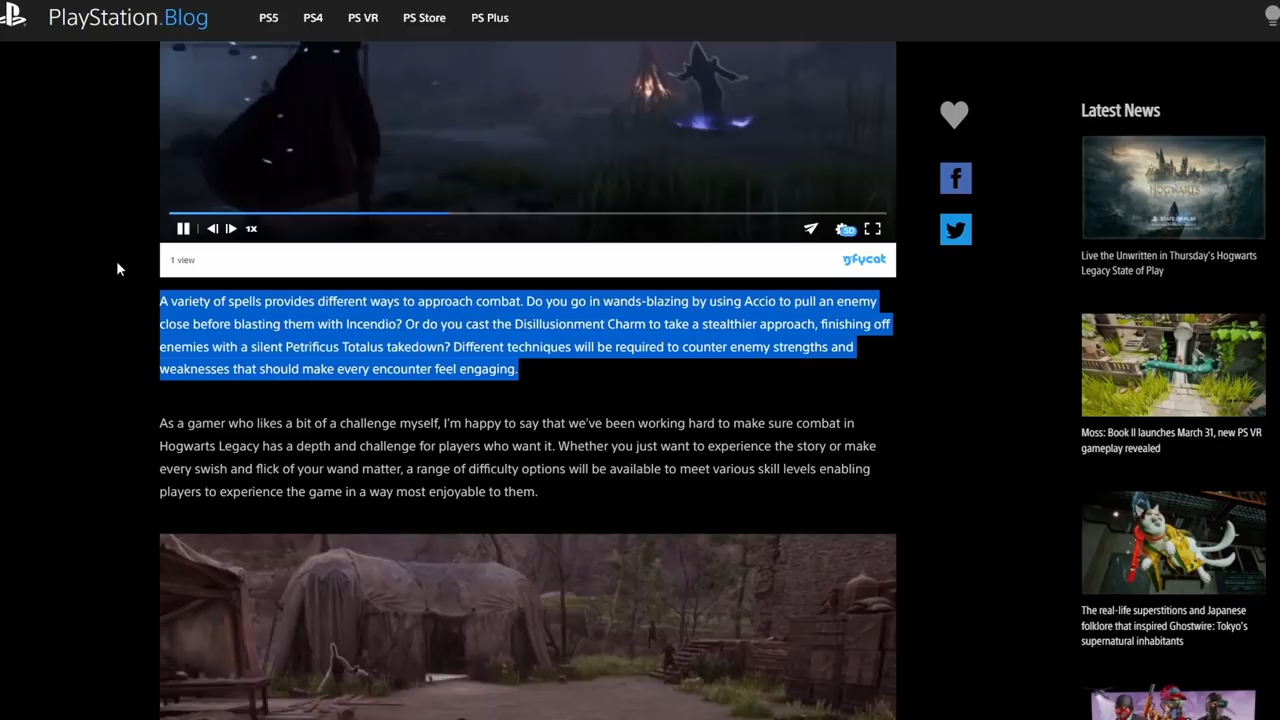 PlayStation.Blog
PS5
PS4
PS VR
PS Store
PS Plus
1X
SD
1 view
gfycat
A variety of spells provides different ways to approach combat. Do you go in wands-blazing by using Accio to pull an enemy
close before blasting them with Incendio? Or do you cast the Disillusionment Charm to take a stealthier approach, finishing off
enemies with a silent Petrificus Totalus takedown? Different techniques will be required to counter enemy strengths and
weaknesses that should make every encounter feel engaging.
As a gamer who likes a bit of a challenge myself, I'm happy to say that we've been working hard to make sure combat in
Hogwarts Legacy has a depth and challenge for players who want it. Whether you just want to experience the story or make
every swish and flick of your wand matter, a range of difficulty options will be available to meet various skill levels enabling
players to experience the game in a way most enjoyable to them.
Latest News
HOGWARTS
STATE OF PLAY
Live the Unwritten in Thursday's Hogwarts
Legacy State of Play
Moss: Book II launches March 31, new PS VR
gameplay revealed
The real-life superstitions and Japanese
folklore that inspired Ghostwire: Tokyo's
supernatural inhabitants